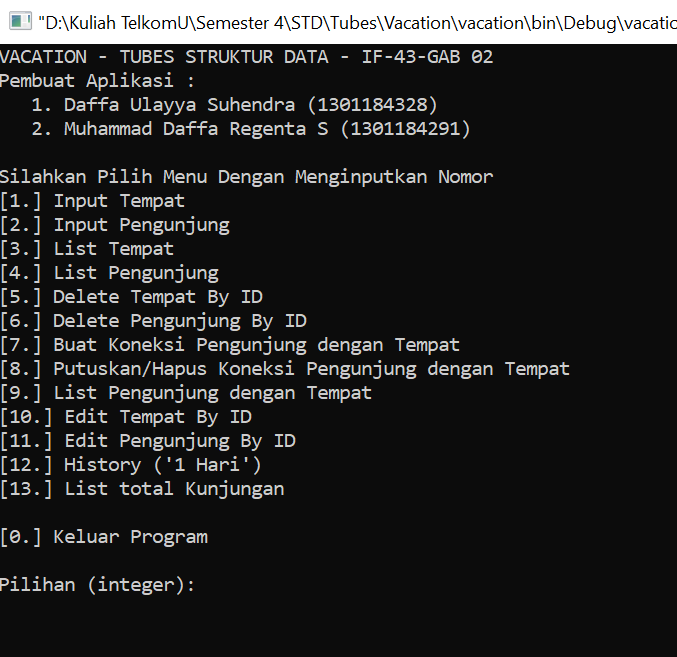 "D:\Kuliah TelkomU\Semester 4\STD\Tubes\Vacation\vacation\bin\Debug\vacatio
VACATION - TUBES STRUKTUR DATA - IF-43-GAB 02
Pembuat Aplikasi :
1. Daffa Ulayya Suhendra (1301184328)
2. Muhammad Daffa Regenta S (1301184291)
Silahkan Pilih Menu Dengan Menginputkan Nomor
[1.] Input Tempat
[2.] Input Pengunjung
[3.] List Tempat
[4.] List Pengunjung
[5.] Delete Tempat By ID
[6.] Delete Pengunjung By ID
[7.] Buat Koneksi Pengunjung dengan Tempat
[8.] Putuskan/Hapus Koneksi Pengunjung dengan Tempat
[9.] List Pengunjung dengan Tempat
[10.] Edit Tempat By ID
[11.] Edit Pengunjung By ID
[12.] History ('1 Hari')
[13.] List total Kunjungan
[0.] Keluar Program
Pilihan (integer):